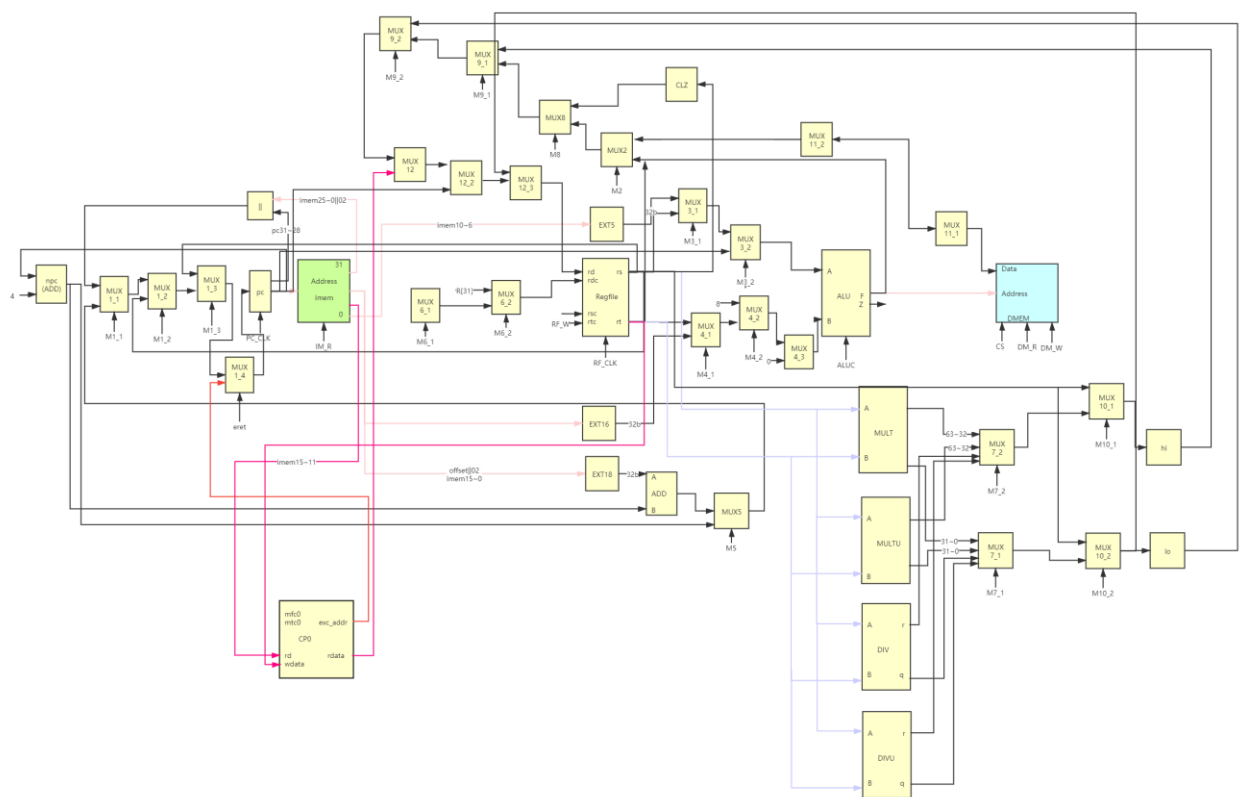 MUX
9_2
MUX
9_1
M9_2
M9_1
CLZ
MUX8
M8
MUX2
M2
MUX
11_2
MUX
12
MUX
12_2
MUX
12_3
||
imem25~0||02
pc31~28
imem10~6
EXT5
32b
MUX
3_1
M3_1
MUX
3_2
M3_2
MUX
11_1
npc
(ADD)
4
MUX
1_1
M1_1
MUX
1_2
M1_2
MUX
1_3
M1_3
pc
PC_CLK
31
Address
imem
0
IM_R
MUX
6_1
M6_1
R[31]
MUX
6_2
M6_2
rd
rdc
rs
Regfile
rsc
rtc
rt
RF_W
RF_CLK
MUX
4_1
M4_1
8
MUX
4_2
M4_2
0
MUX
4_3
A
B
ALU
F
Z
ALUC
Data
Address
DMEM
CS
DM_R
DM_W
MUX
1_4
eret
EXT16
32b
imem15~11
offset||02
imem15~0
EXT18
32b
A
ADD
B
MUX5
M5
A
MULT
B
63~32
63~32
MUX
7_2
M7_2
MUX
10_1
M10_1
hi
A
MULTU
B
31~0
31~0
MUX
7_1
M7_1
MUX
10_2
M10_2
lo
mfc0
mtc0
exc_addr
CP0
rd
wdata
rdata
A
r
DIV
B
q
A
r
DIVU
B
q